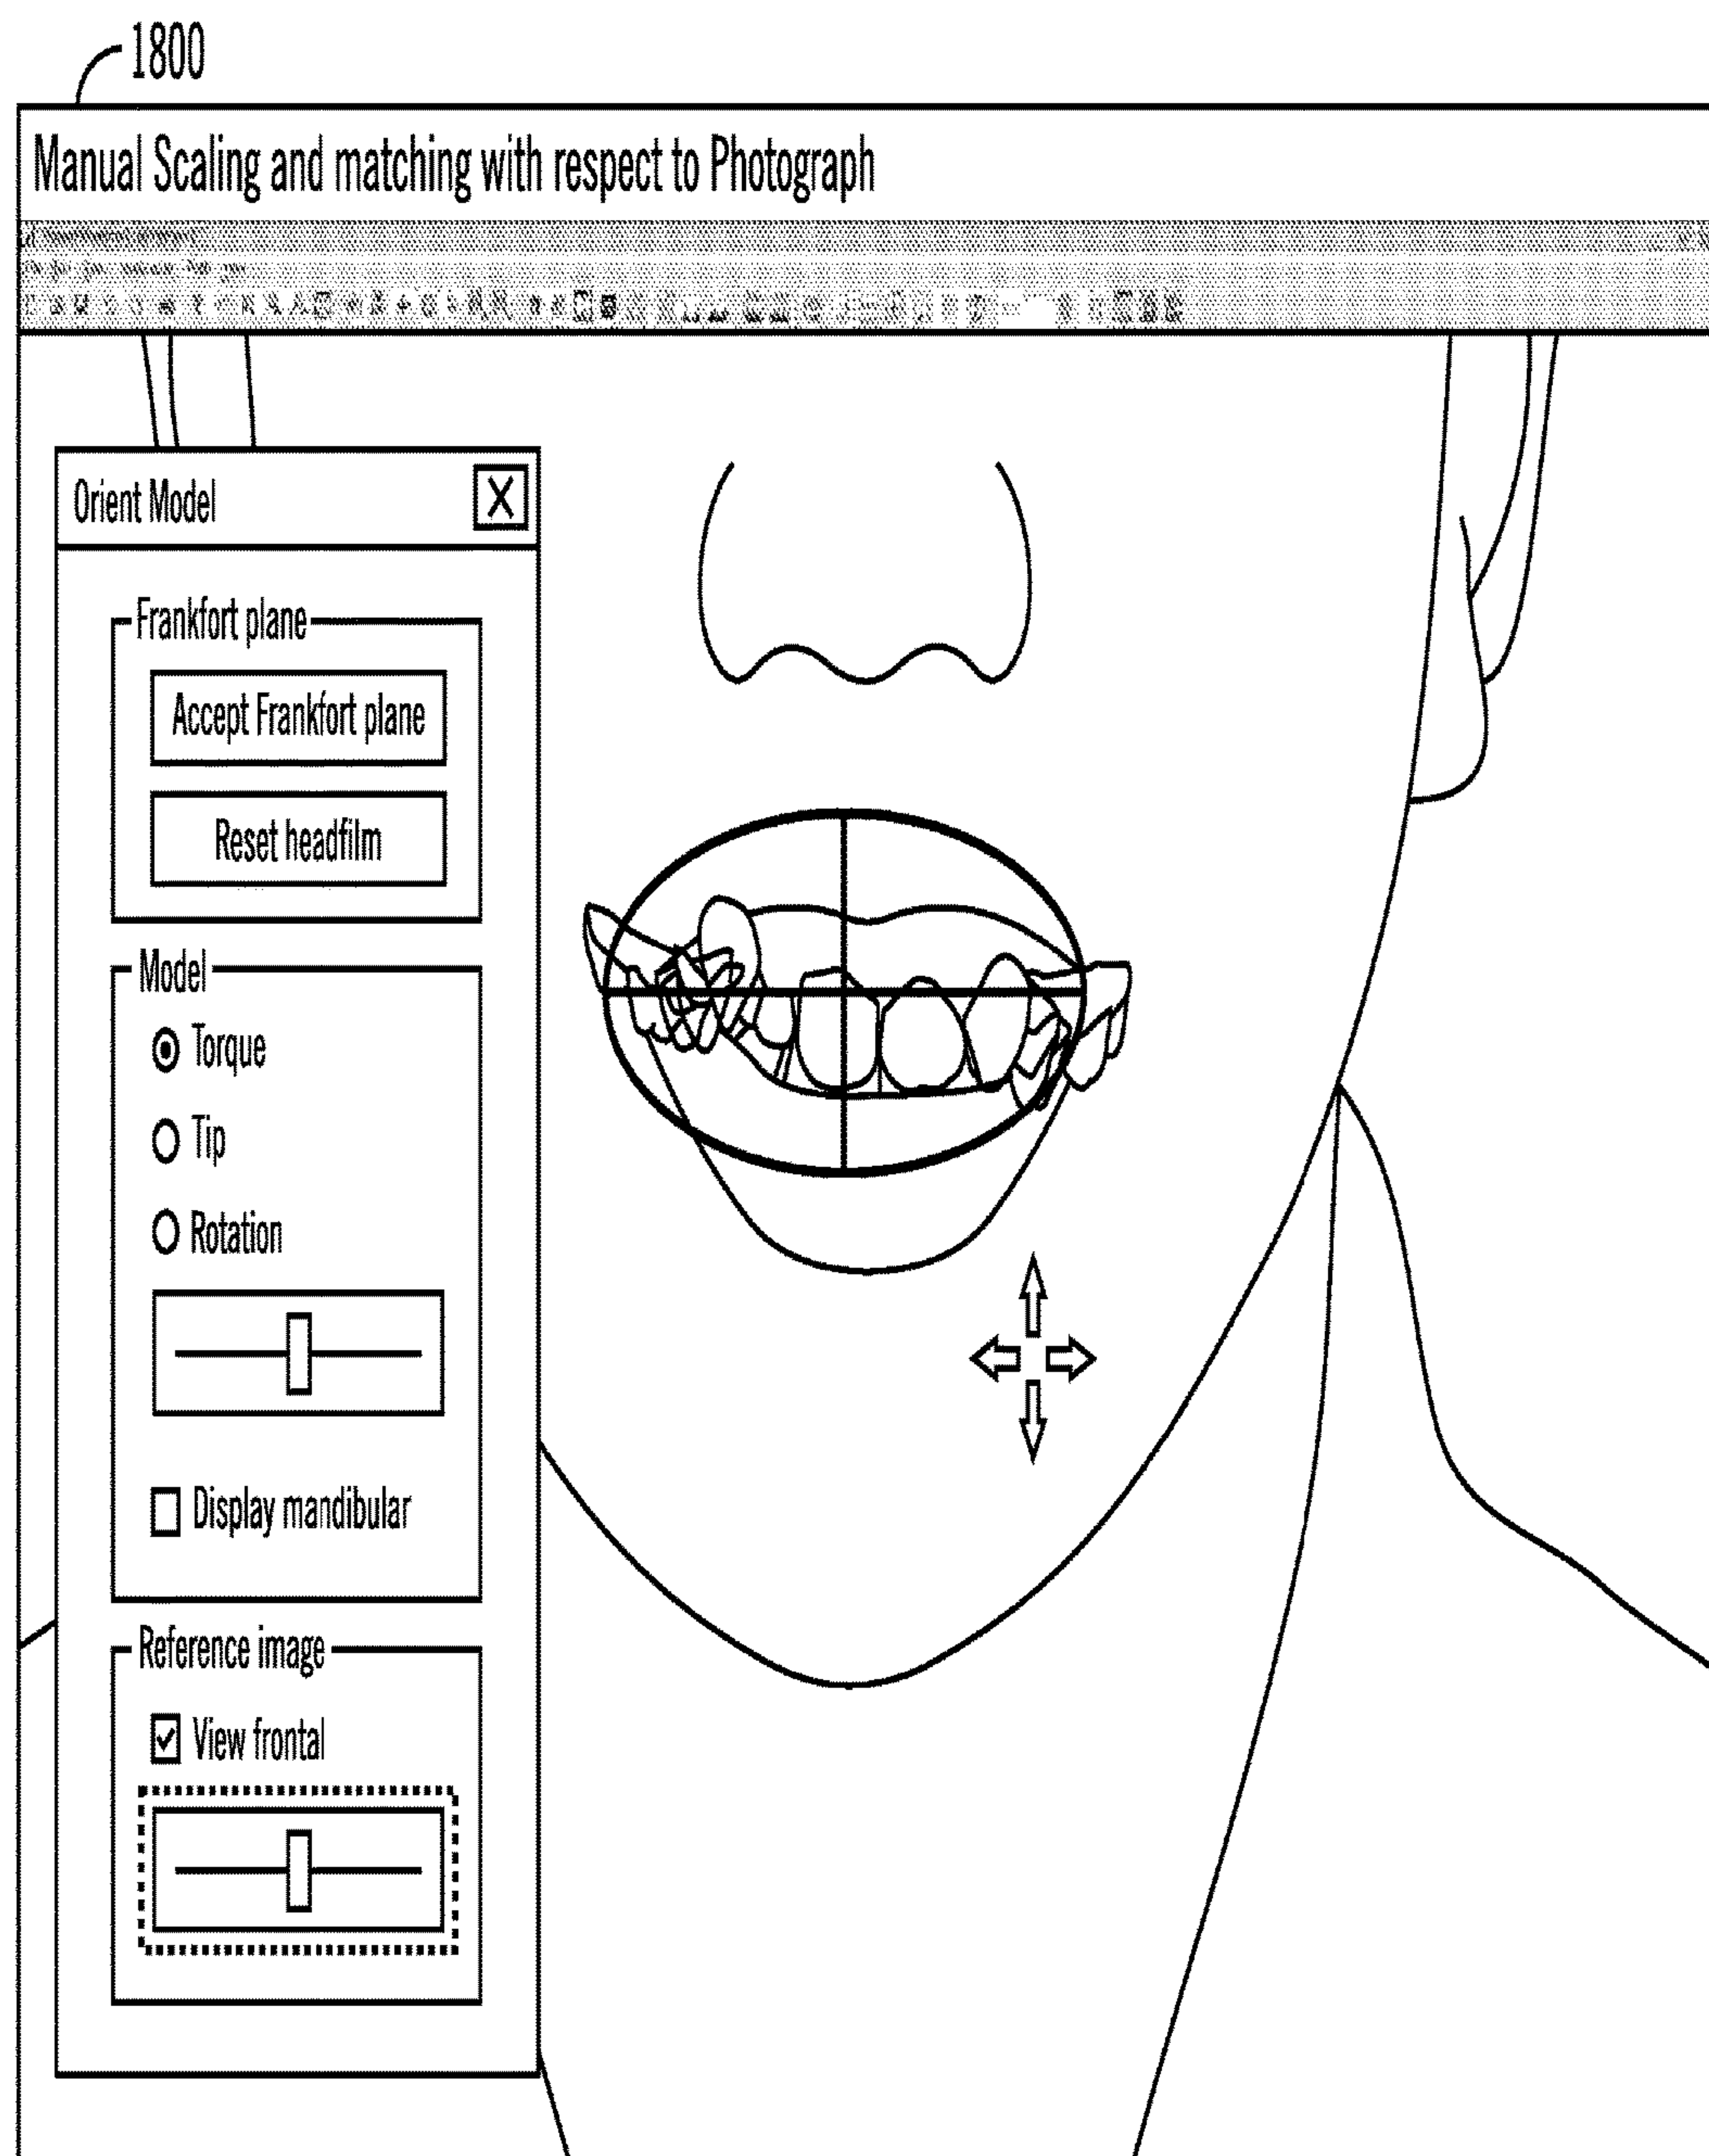 1800
Manual Scaling and matching with respect to Photograph
Orient Model
X
Frankfort plane
Accept Frankfort plane
Reset headfilm
Model
Torque
Tip
Rotation
Display mandibular
Reference image
View frontal